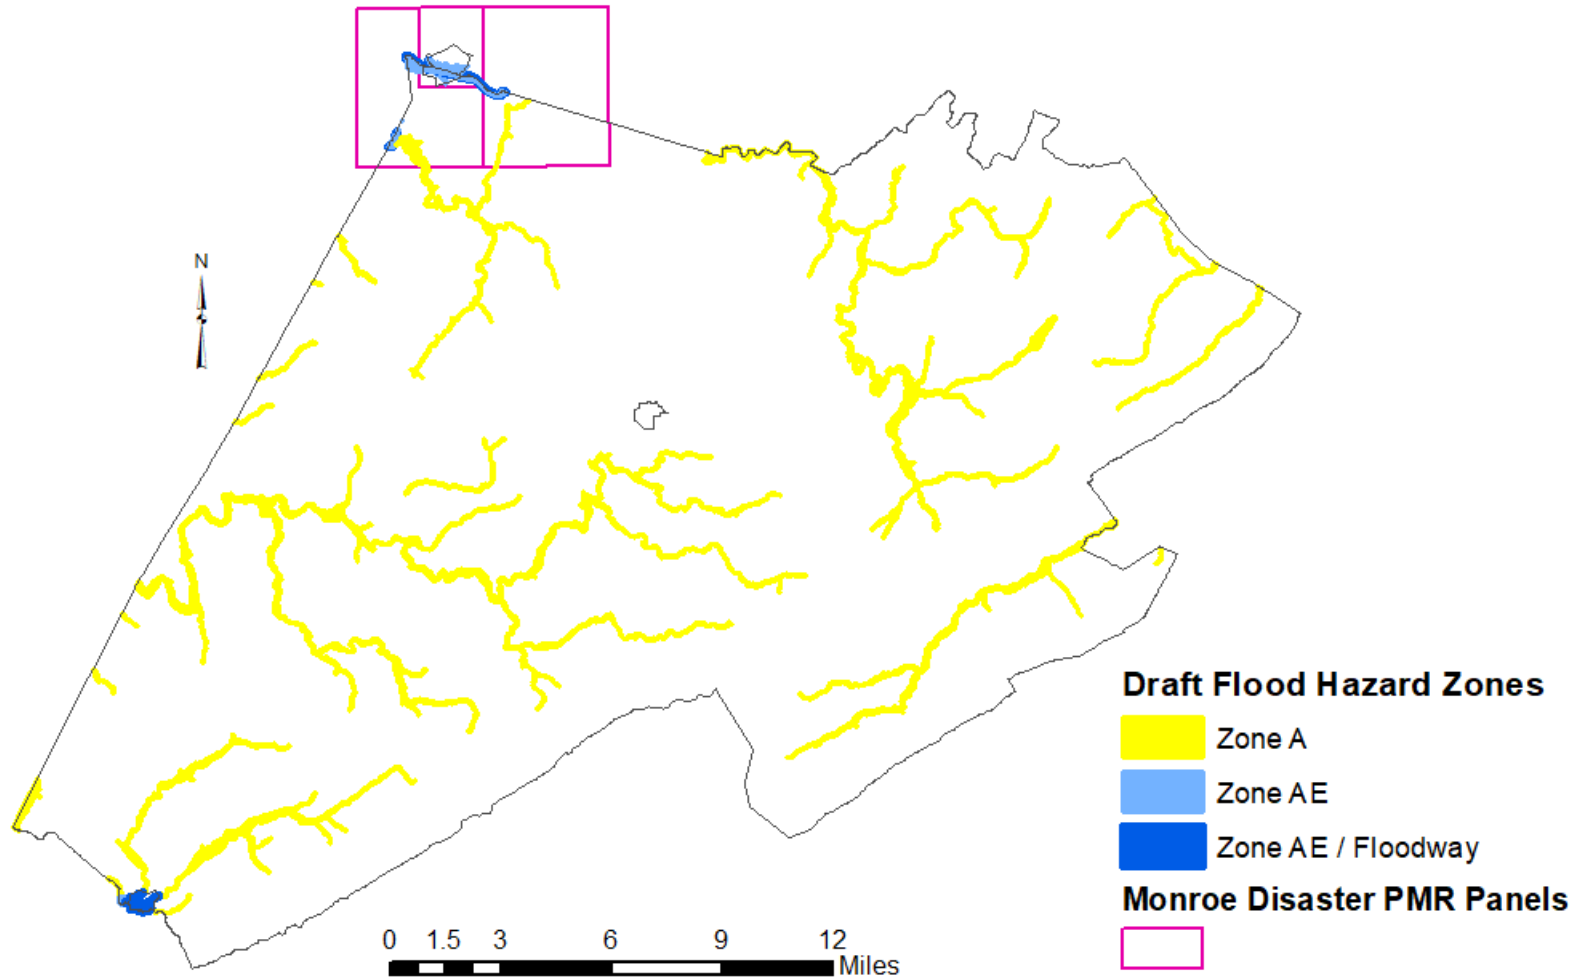 N
Draft Flood Hazard Zones
Zone A
Zone AE
Zone AE / Floodway
Monroe Disaster PMR Panels
0 1.5 3 6 9 12
Miles